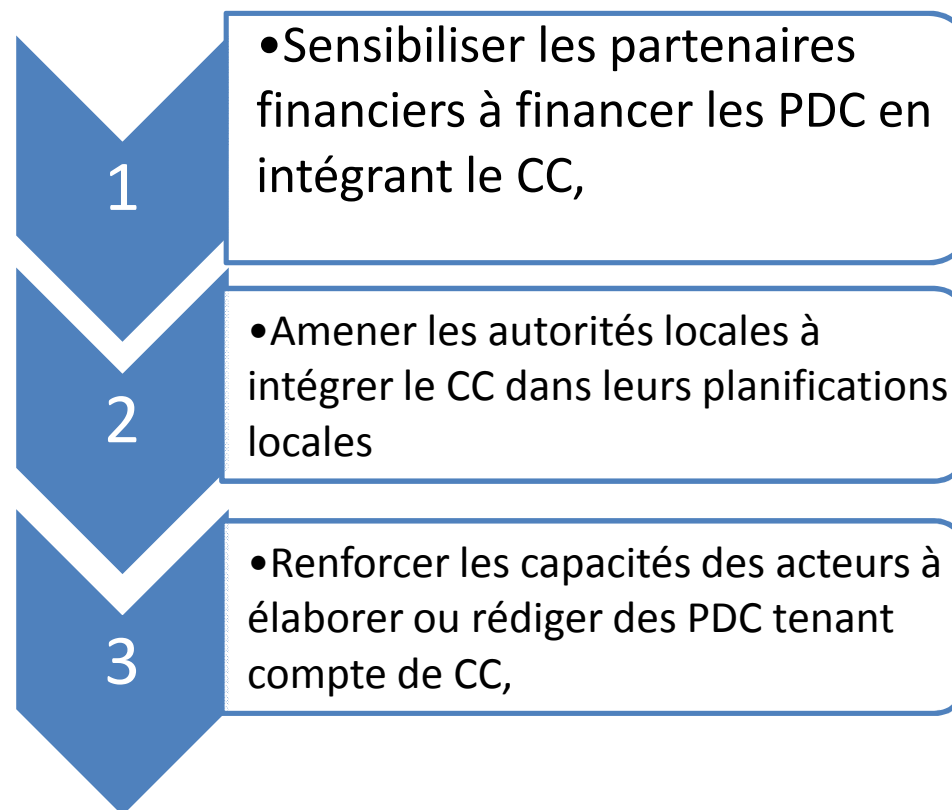 1
•Sensibiliser les partenaires
financiers à financer les PDC en
intégrant le CC,
2
•Amener les autorités locales à
intégrer le CC dans leurs planifications
locales
3
•Renforcer les capacités des acteurs à
élaborer ou rédiger des PDC tenant
compte de CC,